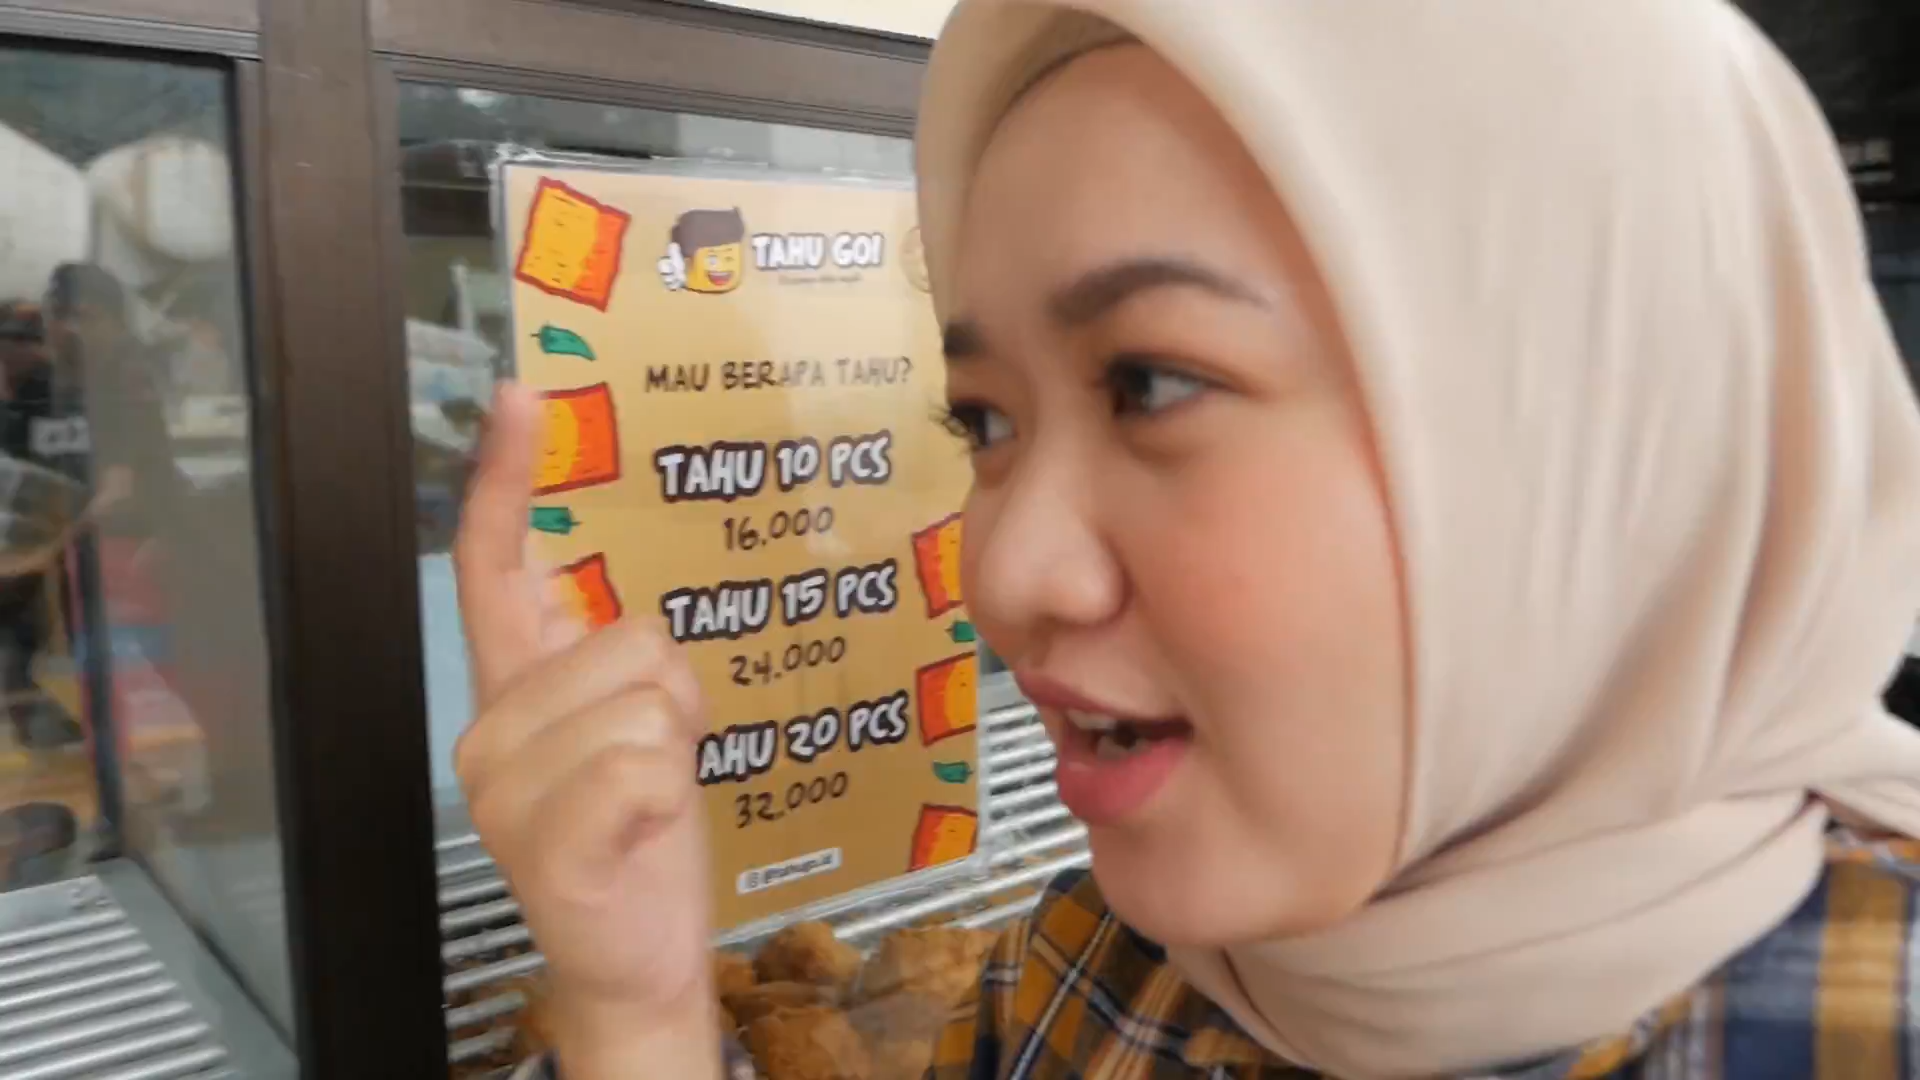 TAHU GO!
MAU BERAPA TAHU?
TAHU 10 PCS
16.000
TAHU 15 PCS
24.000
AHU 20 PCS
32.000